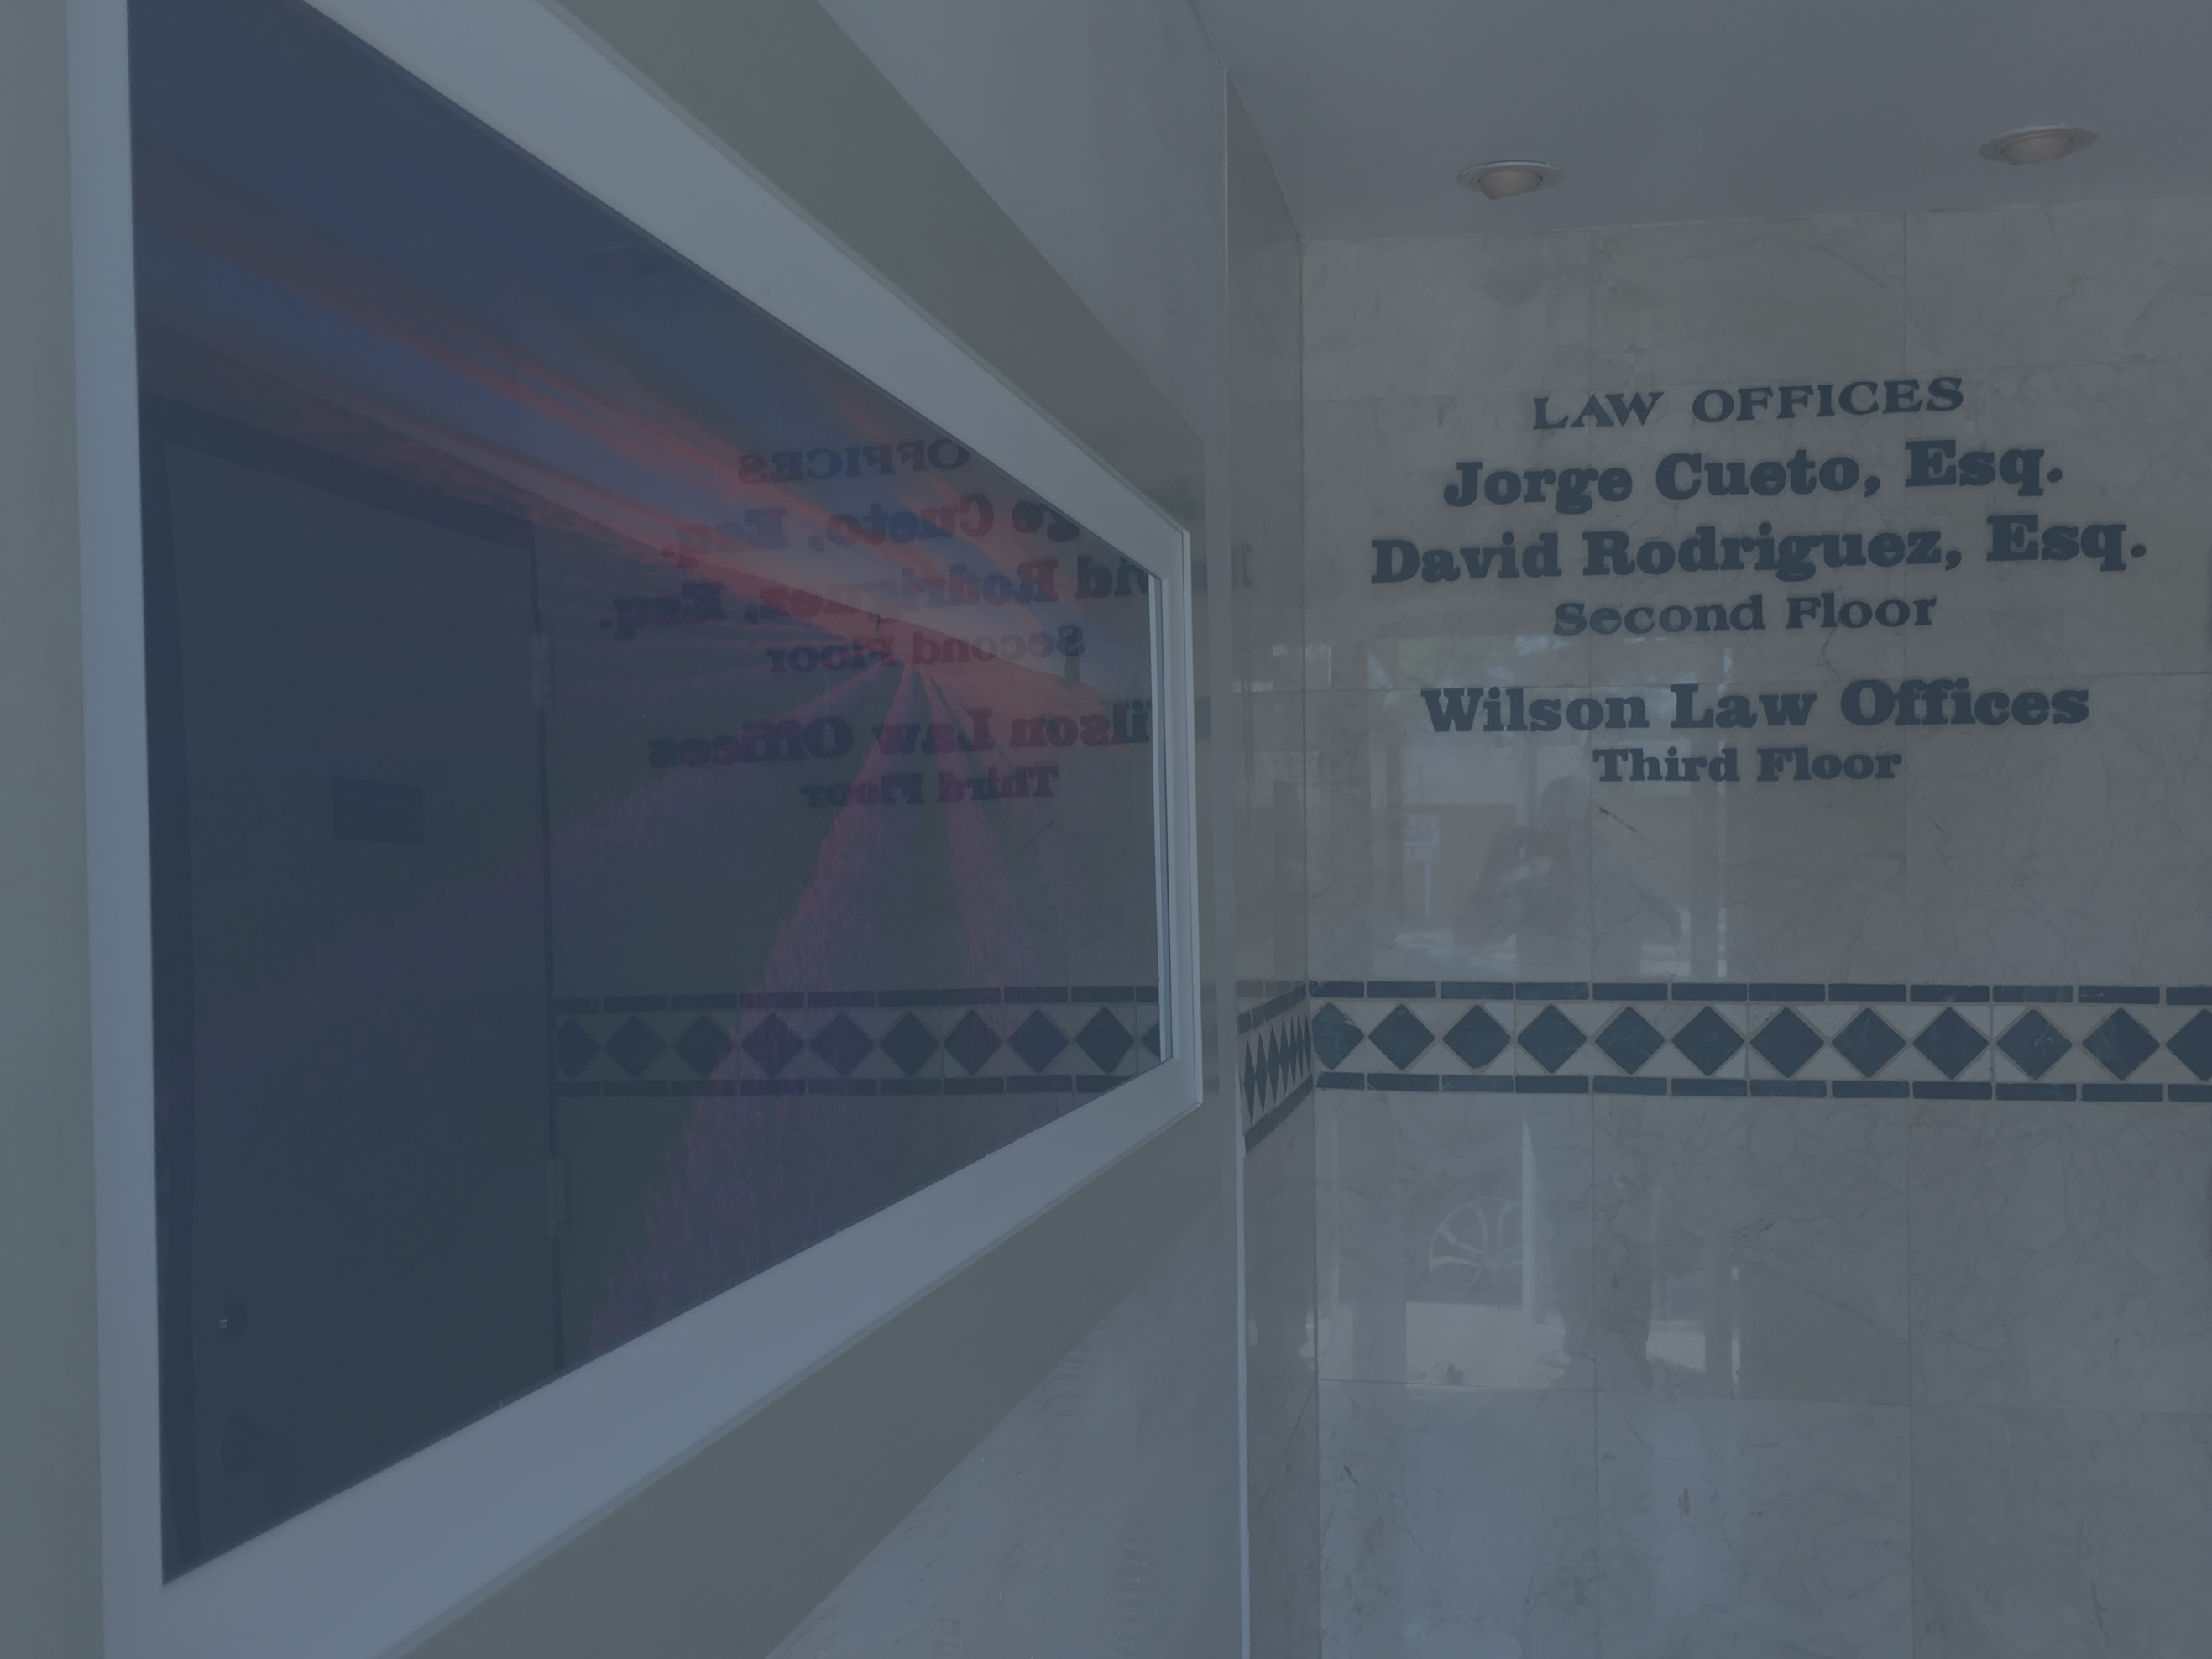 LAW OFFICES
Jorge Cueto, Esq.
David Rodriguez, Esq.
Second Floor
Wilson Law Offices
Third Floor